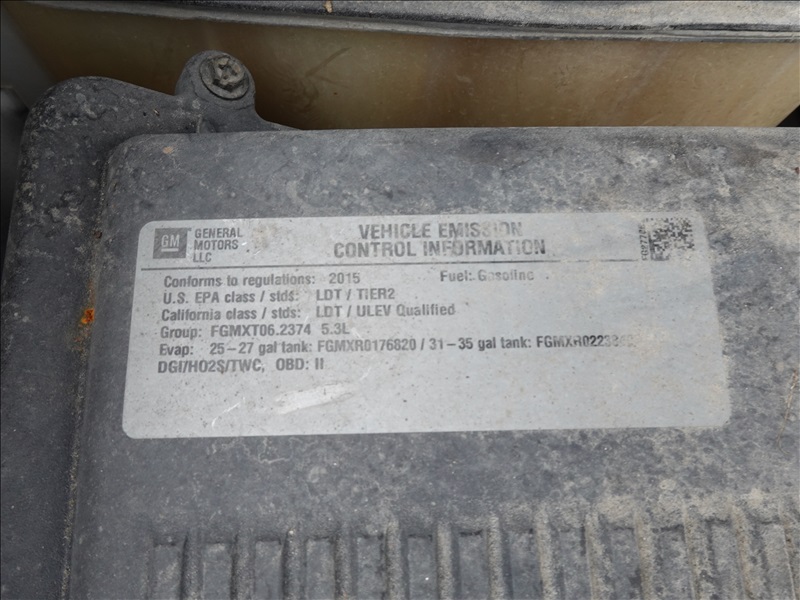 GM
GENERAL
MOTORS
LLC
VEHICLE EMISSION
CONTROL INFORMATION
Conforms to regulations: 2015 Fuel: Gasoline
U.S. EPA class / stds: LDT / TIER2
California class / stds: LDT / ULEV Qualified
Group: FGMXT06.2374 5.3L
Evap: 25-27 gal tank: FGMXR0176820 / 31-35 gal tank:
DGI/HO2S/TWC, OBD: II